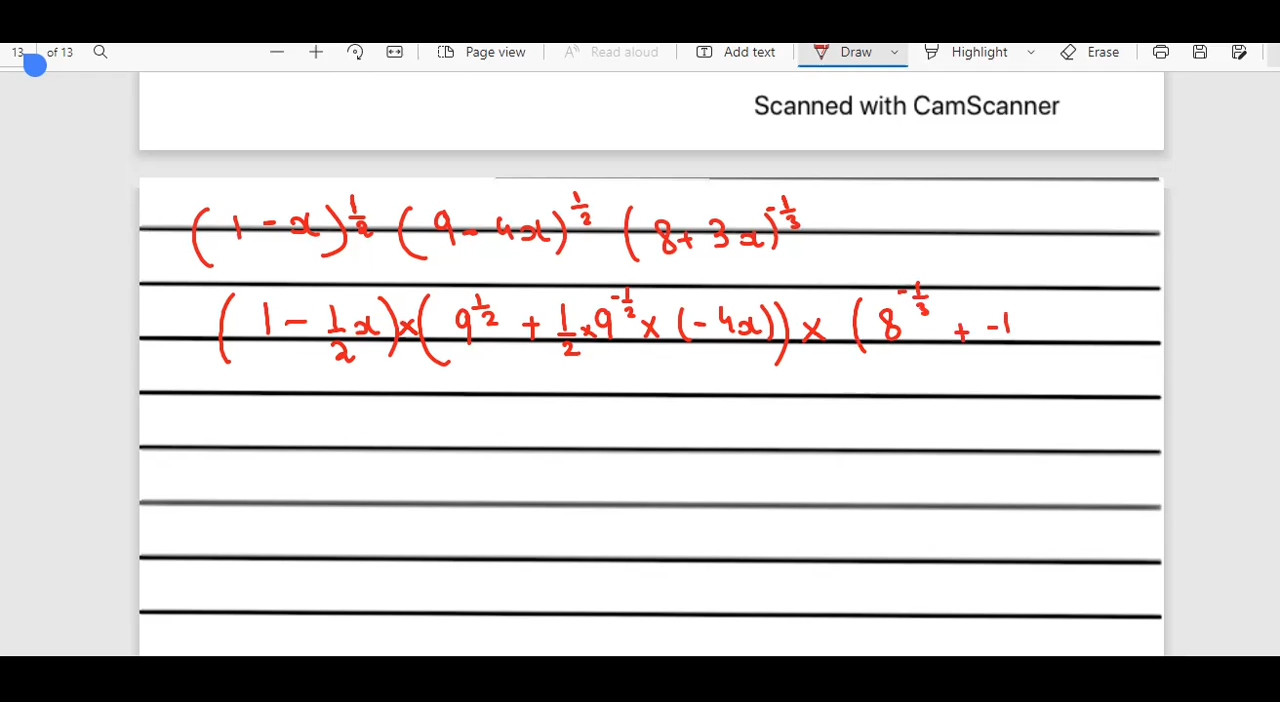 13 of 13 Page view Read aloud Add text Draw Highlight Erase
Scanned with CamScanner
(1 - x)^{1/2} (9 - 4x)^{1/2} (8 + 3x)^{-1/3}
(1 - 1/2 x) × (9^{1/2} + 1/2 × 9^{-1/2} × (-4x)) × (8^{-1/3} + -1